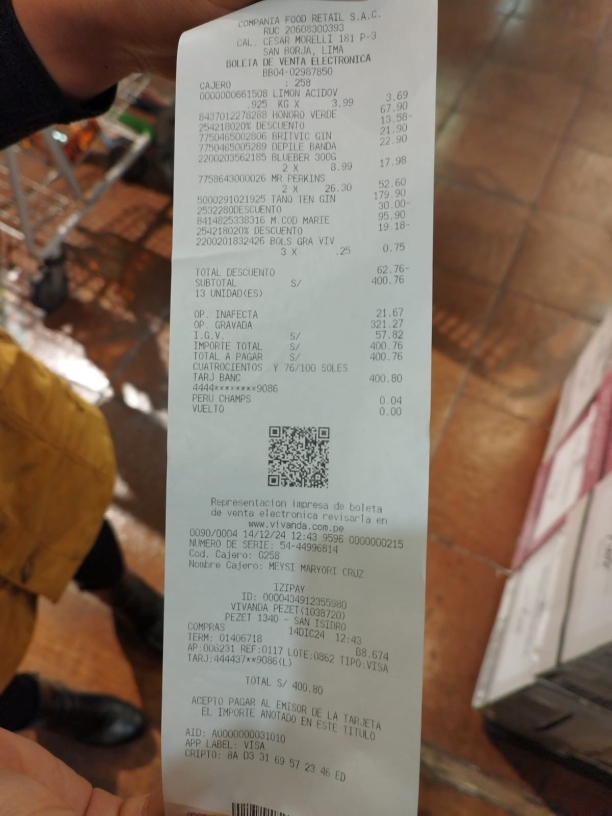 COMPANIA FOOD RETAIL S.A.C.
RUC 20608300393
CAL. CESAR MORELLI 181 P-3
SAN BORJA, LIMA
BOLETA DE VENTA ELECTRONICA
BB04-02987850
CAJERO : 258
0000000661508 LIMON ACIDOV
.925 KG X 3.99 3.69
8437012278288 HONORO VERDE 67.90
254218020% DESCUENTO 13.58-
7750465002806 BRITVIC GIN 21.90
7750465005289 DEPILE BANDA 22.90
2200203562185 BLUEBER 300G
2 X 8.99 17.98
7758643000026 MR PERKINS
2 X 26.30 52.60
5000291021925 TANQ TEN GIN 179.90
2532280DESCUENTO 30.00-
8414825338316 M.COD MARIE 95.90
254218020% DESCUENTO 19.18-
2200201832426 BOLS GRA VIV
3 X .25 0.75
TOTAL DESCUENTO 62.76-
SUBTOTAL S/ 400.76
13 UNIDAD(ES)
OP. INAFECTA 21.67
OP. GRAVADA 321.27
I.G.V. S/ 57.82
IMPORTE TOTAL S/ 400.76
TOTAL A PAGAR S/ 400.76
CUATROCIENTOS Y 76/100 SOLES
TARJ BANC 400.80
4444********9086
PERU CHAMPS 0.04
VUELTO 0.00
Representacion impresa de boleta
de venta electronica revisarla en
www.vivanda.com.pe
0090/0004 14/12/24 12:43 9596 0000000215
NUMERO DE SERIE: 54-44996814
Cod. Cajero: 0258
Nombre Cajero: MEYSI MARYORI CRUZ
IZIPAY
ID: 0000434912355980
VIVANDA PEZET(1038720)
PEZET 1340 - SAN ISIDRO
COMPRAS 14DIC24 12:43
TERM: 01406718 B8.674
AP:006231 REF:0117 LOTE:0862 TIPO:VISA
TARJ:444437**9086(L)
TOTAL S/ 400.80
ACEPTO PAGAR AL EMISOR DE LA TARJETA
EL IMPORTE ANOTADO EN ESTE TITULO
AID: A0000000031010
APP LABEL: VISA
CRIPTO: 8A D3 31 69 57 23 46 ED